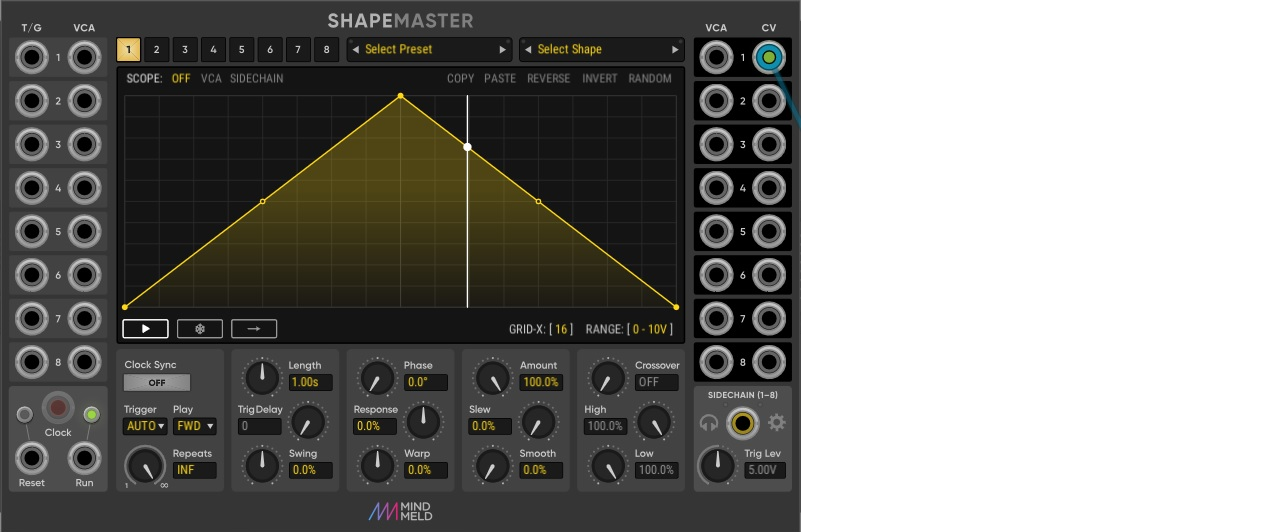 SHAPEMASTER
T/G VCA
VCA CV
1 2 3 4 5 6 7 8
Select Preset
Select Shape
SCOPE: OFF VCA SIDECHAIN
COPY PASTE REVERSE INVERT RANDOM
1
2
3
4
5
6
7
8
1
2
3
4
5
6
7
8
GRID-X: [ 16 ] RANGE: [ 0 - 10V ]
Clock Sync
OFF
Trigger Play
AUTO FWD
Repeats
INF
1 ∞
Length
1.00s
Trig Delay
0
Swing
0.0%
Phase
0.0°
Response
0.0%
Warp
0.0%
Amount
100.0%
Slew
0.0%
Smooth
0.0%
Crossover
OFF
High
100.0%
Low
100.0%
Clock
Reset Run
SIDECHAIN (1–8)
Trig Lev
5.00V
MIND
MELD